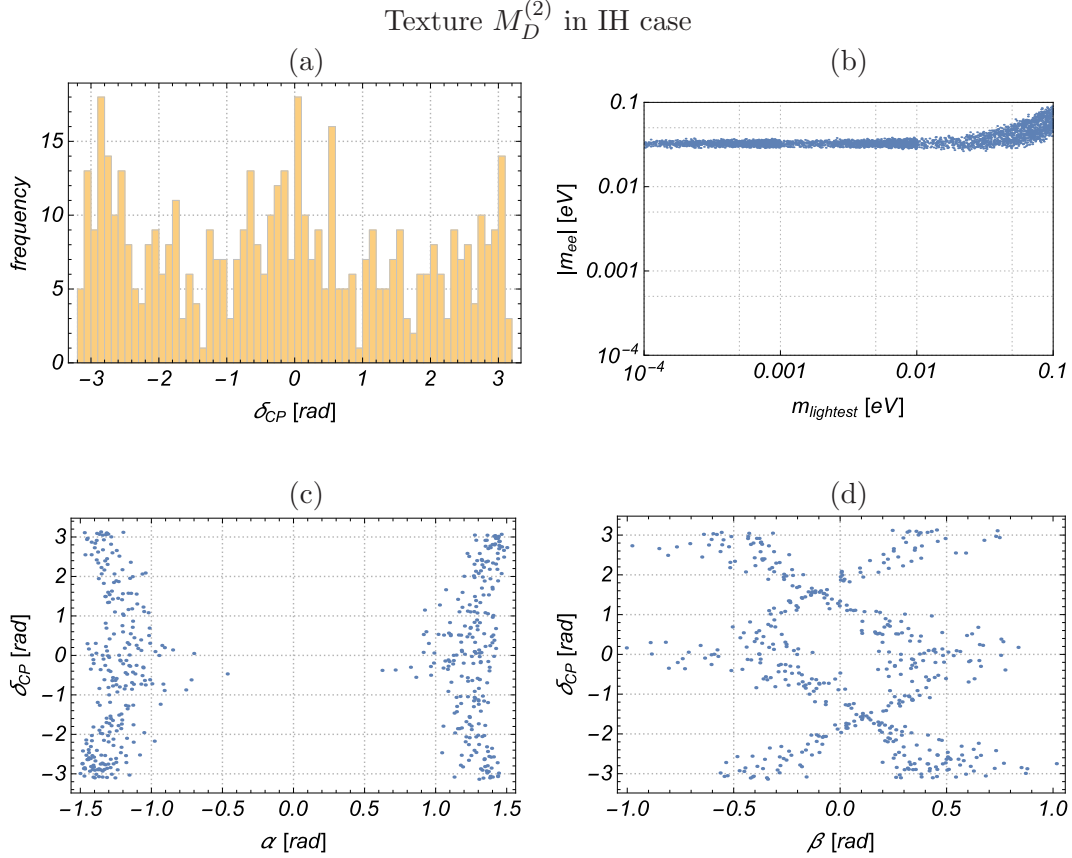 Texture $M_D^{(2)}$ in IH case
(a)
frequency
15
10
5
0
−3 −2 −1 0 1 2 3
δ_CP [rad]
(b)
|m_ee| [eV]
0.1
0.01
0.001
10^−4
10^−4 0.001 0.01 0.1
m_lightest [eV]
(c)
δ_CP [rad]
3
2
1
0
−1
−2
−3
−1.5 −1.0 −0.5 0.0 0.5 1.0 1.5
α [rad]
(d)
δ_CP [rad]
3
2
1
0
−1
−2
−3
−1.0 −0.5 0.0 0.5 1.0
β [rad]